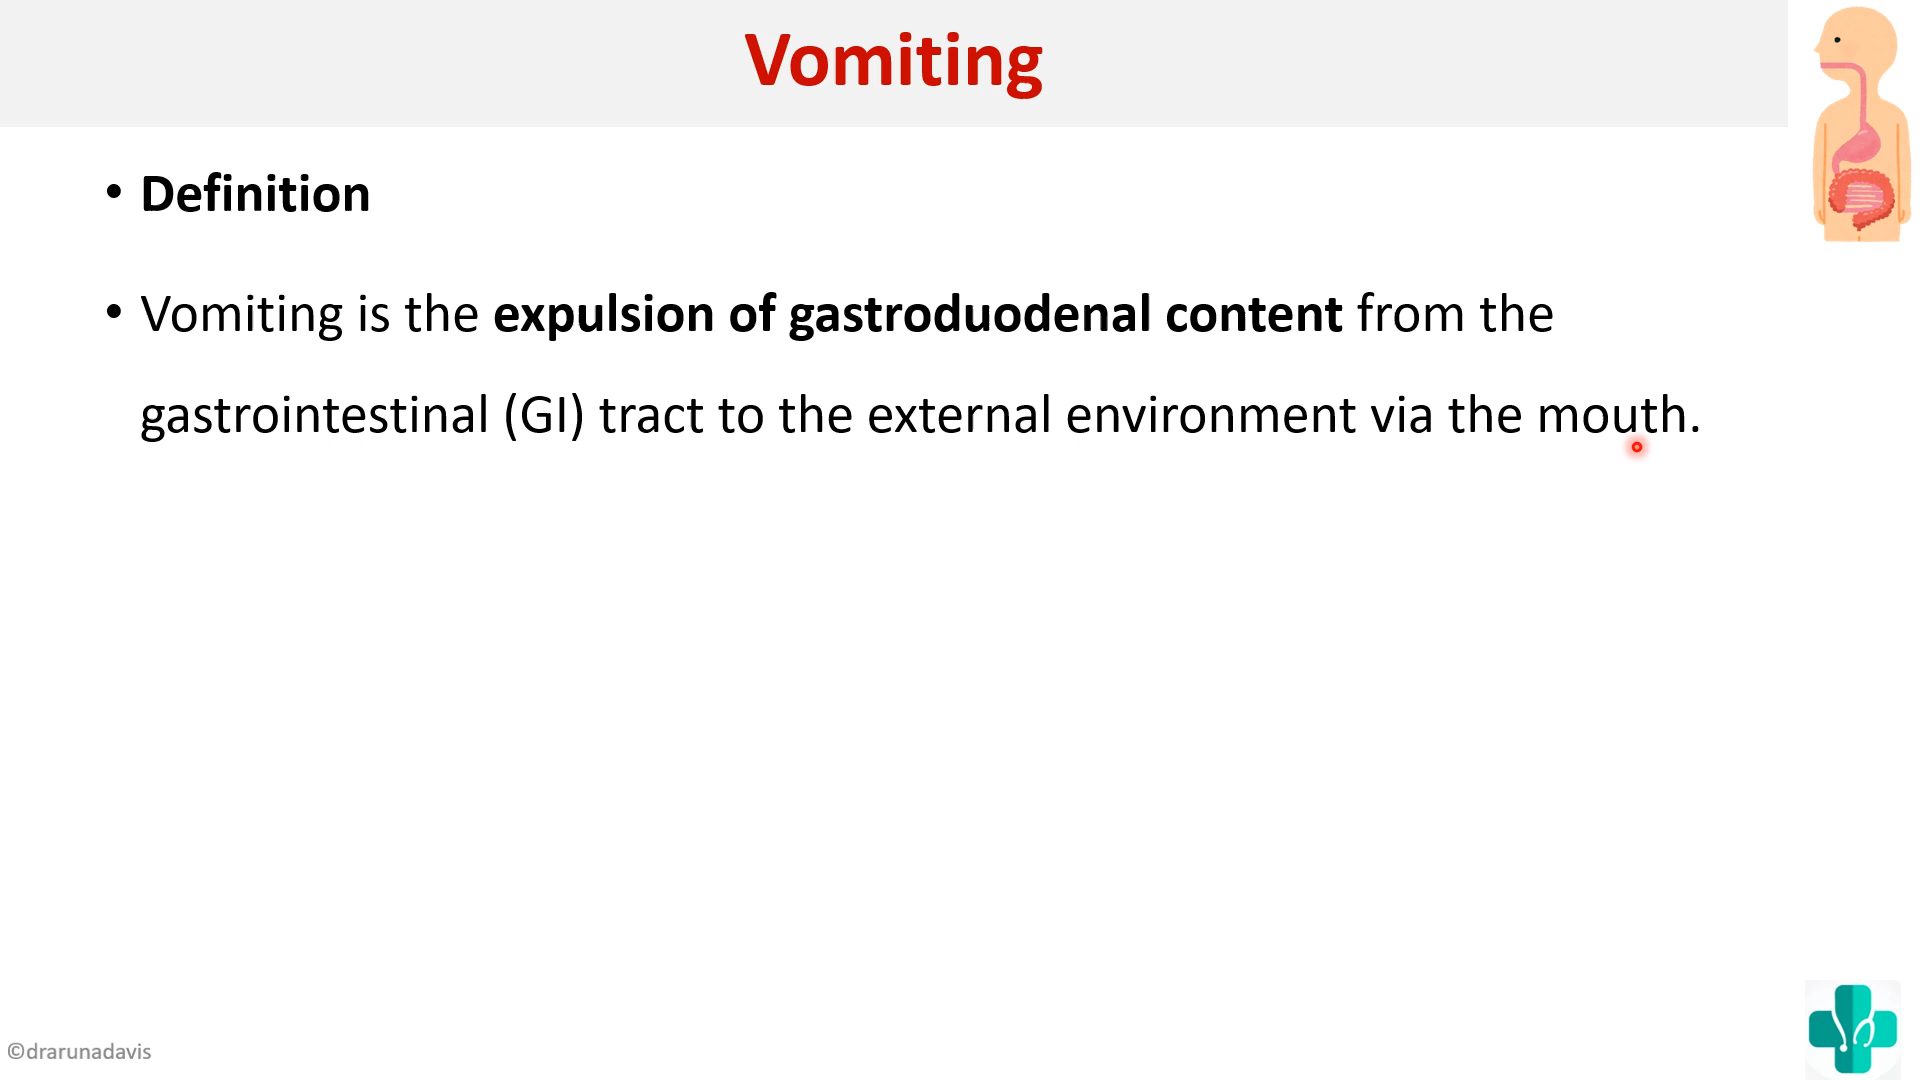 Vomiting
• Definition
• Vomiting is the expulsion of gastroduodenal content from the
gastrointestinal (GI) tract to the external environment via the mouth.
©drarunadavis